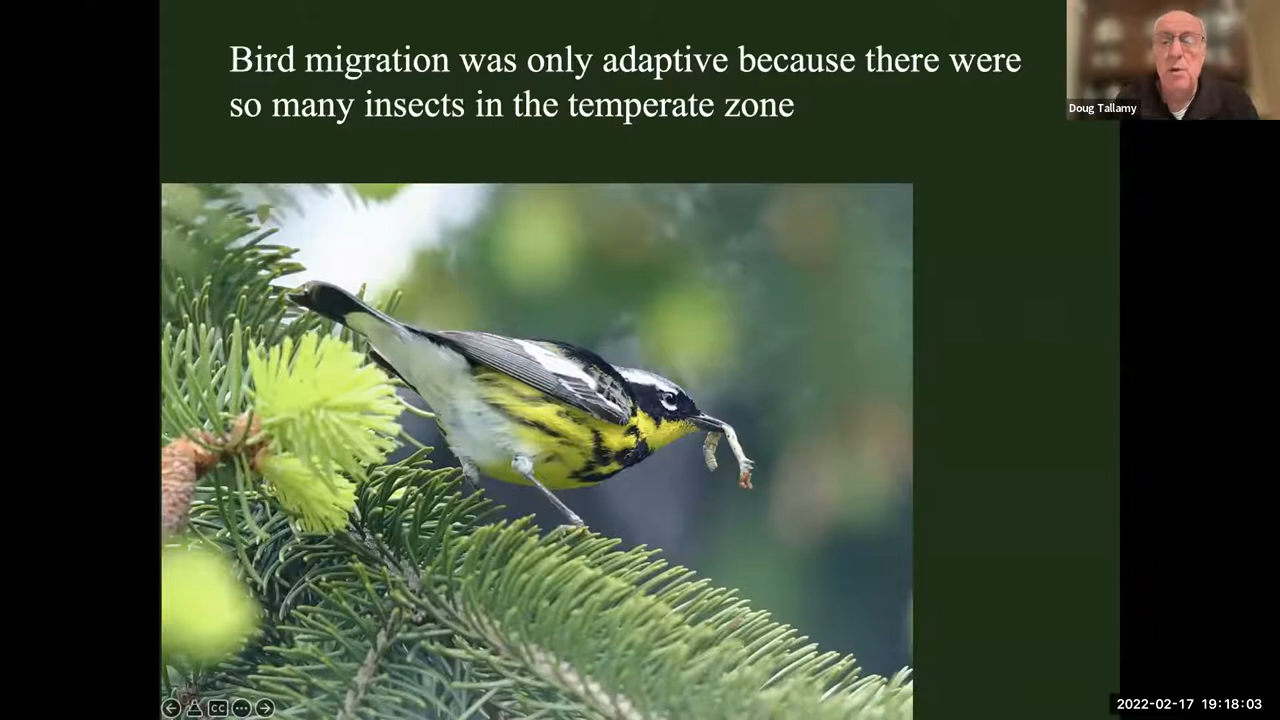 Bird migration was only adaptive because there were
so many insects in the temperate zone
Doug Tallamy
CC
2022-02-17 19:18:03